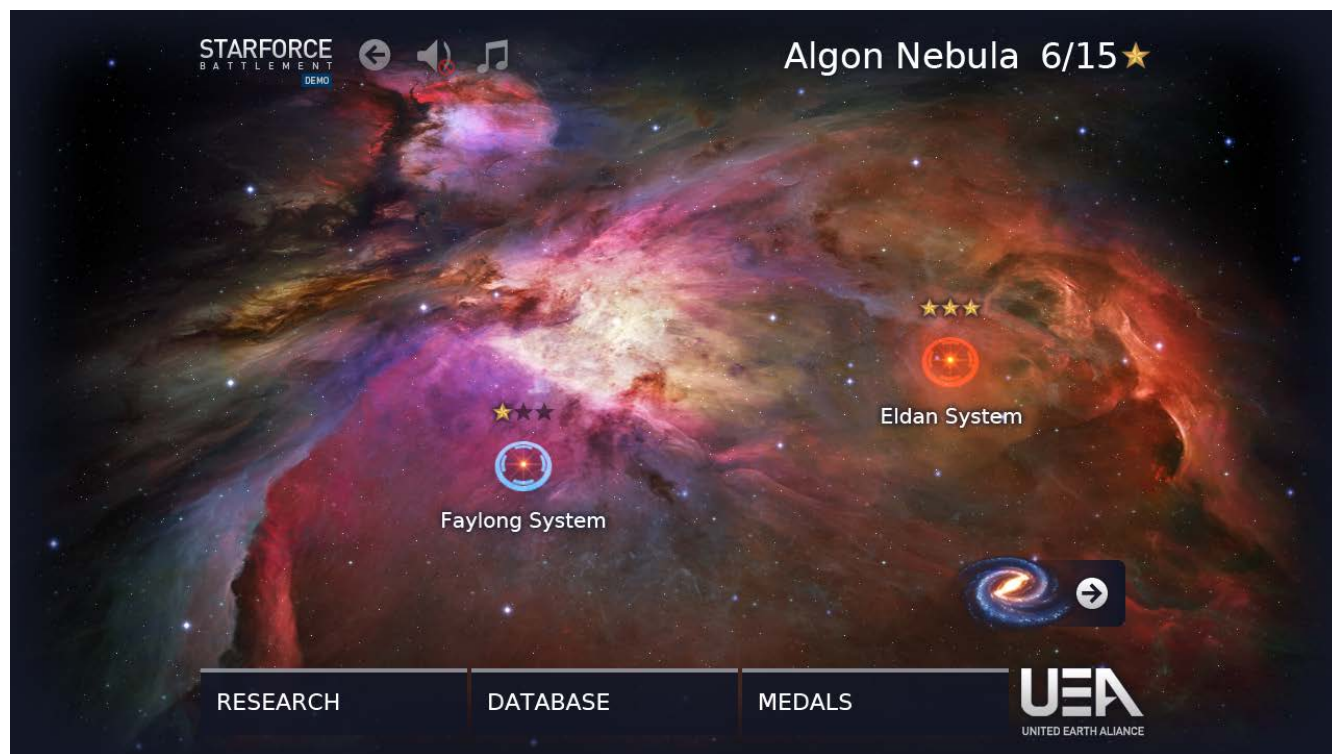 STARFORCE
BATTLEMENT
DEMO
Algon Nebula 6/15
Eldan System
Faylong System
RESEARCH
DATABASE
MEDALS
UEA
UNITED EARTH ALIANCE